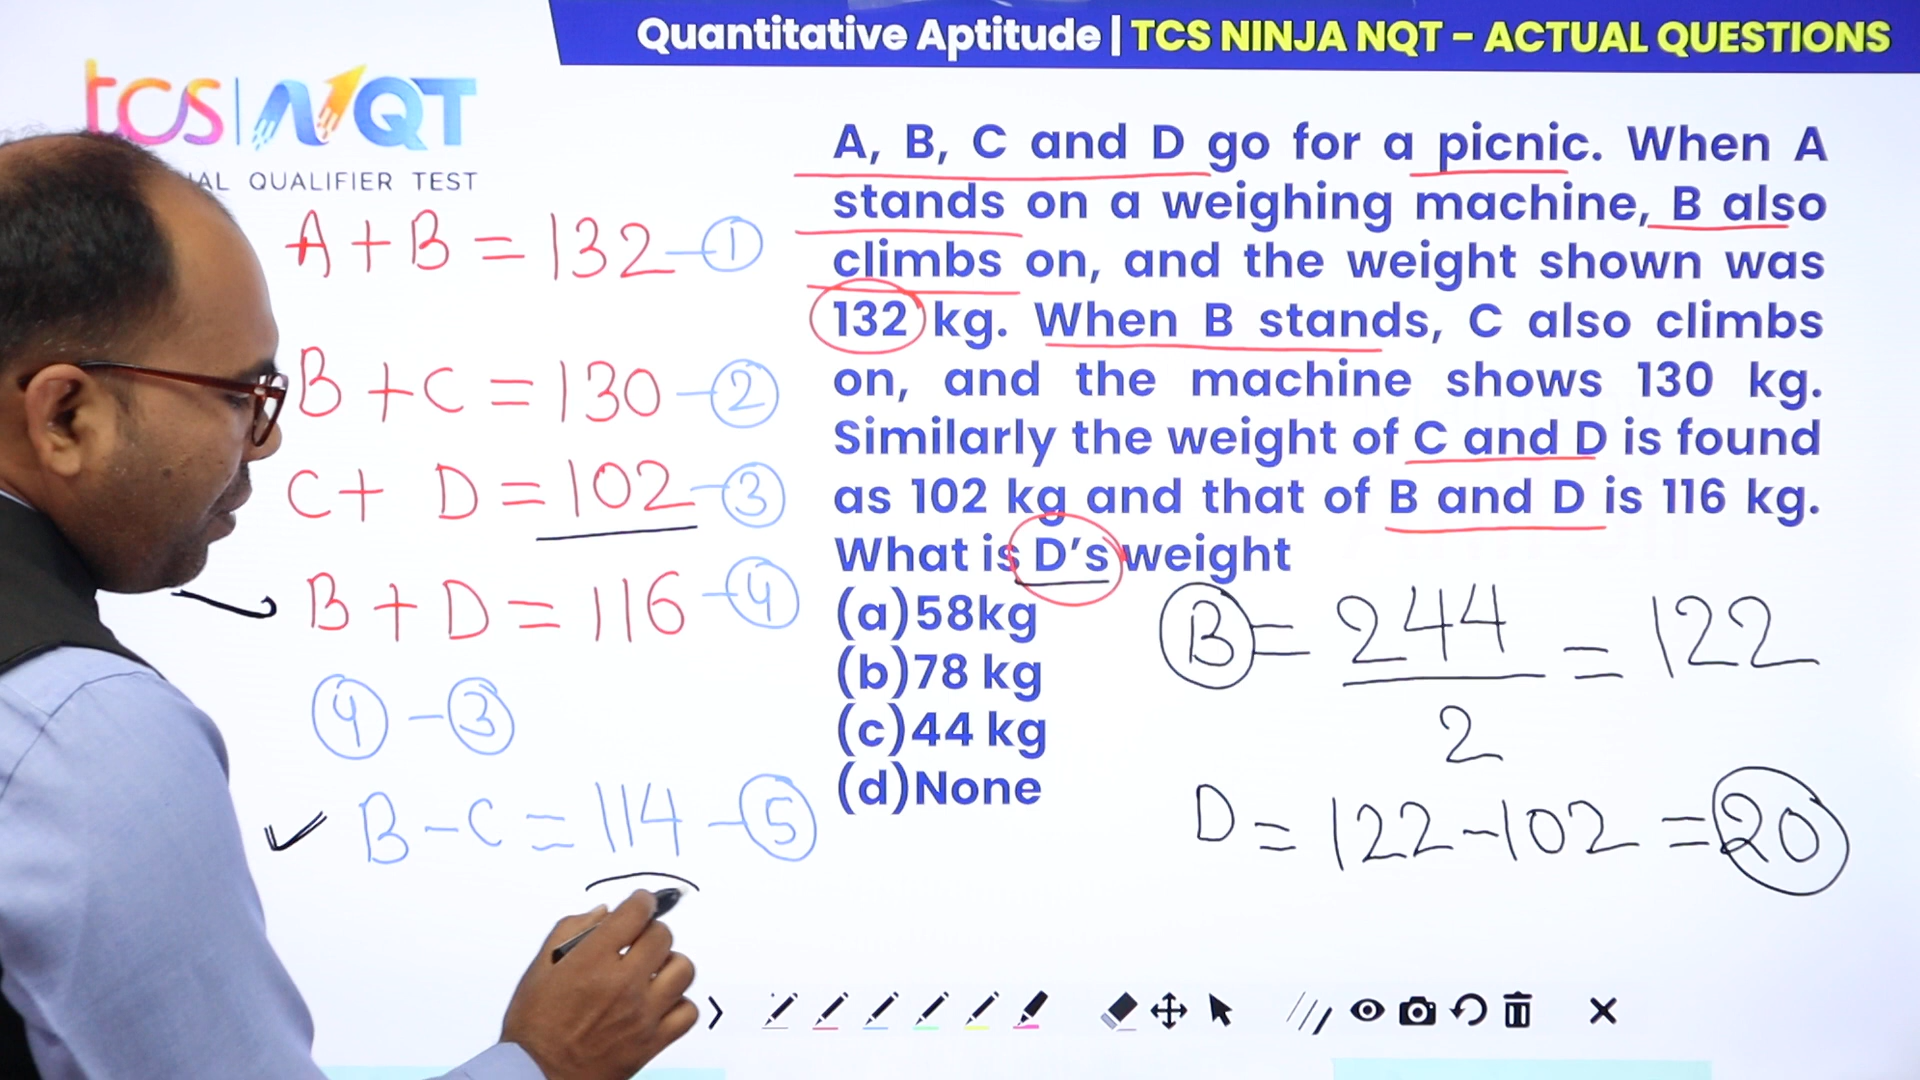 Quantitative Aptitude | TCS NINJA NQT - ACTUAL QUESTIONS
tcs NQT
AL QUALIFIER TEST
A + B = 132 - 1
B + C = 130 - 2
C + D = 102 - 3
B + D = 116 - 4
4 - 3
B - C = 114 - 5
A, B, C and D go for a picnic. When A
stands on a weighing machine, B also
climbs on, and the weight shown was
132 kg. When B stands, C also climbs
on, and the machine shows 130 kg.
Similarly the weight of C and D is found
as 102 kg and that of B and D is 116 kg.
What is D's weight
(a)58kg
(b)78 kg
(c)44 kg
(d)None
B = 244/2 = 122
D = 122 - 102 = 20